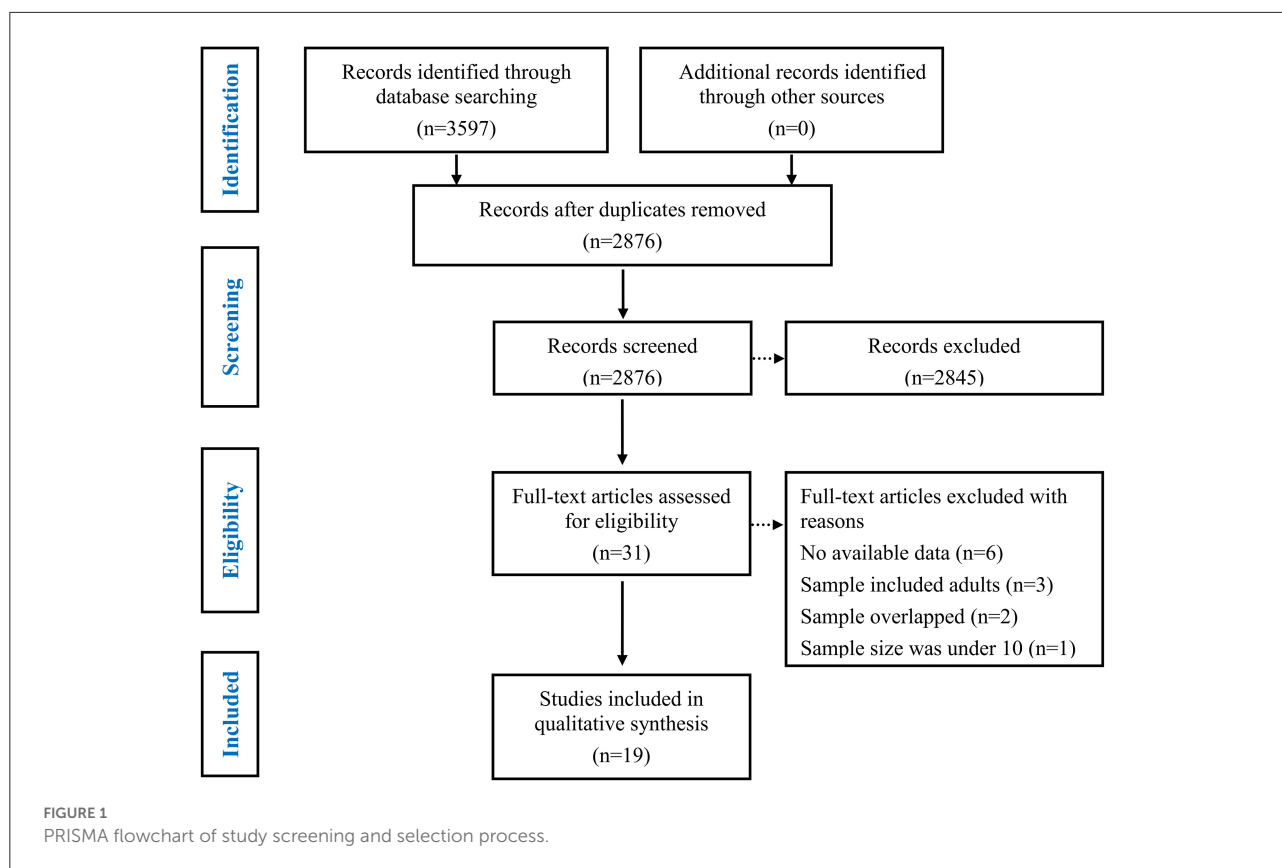 Identification
Records identified through
database searching
(n=3597)
Additional records identified
through other sources
(n=0)
Records after duplicates removed
(n=2876)
Screening
Records screened
(n=2876)
Records excluded
(n=2845)
Eligibility
Full-text articles assessed
for eligibility
(n=31)
Full-text articles excluded with
reasons
No available data (n=6)
Sample included adults (n=3)
Sample overlapped (n=2)
Sample size was under 10 (n=1)
Included
Studies included in
qualitative synthesis
(n=19)
FIGURE 1
PRISMA flowchart of study screening and selection process.